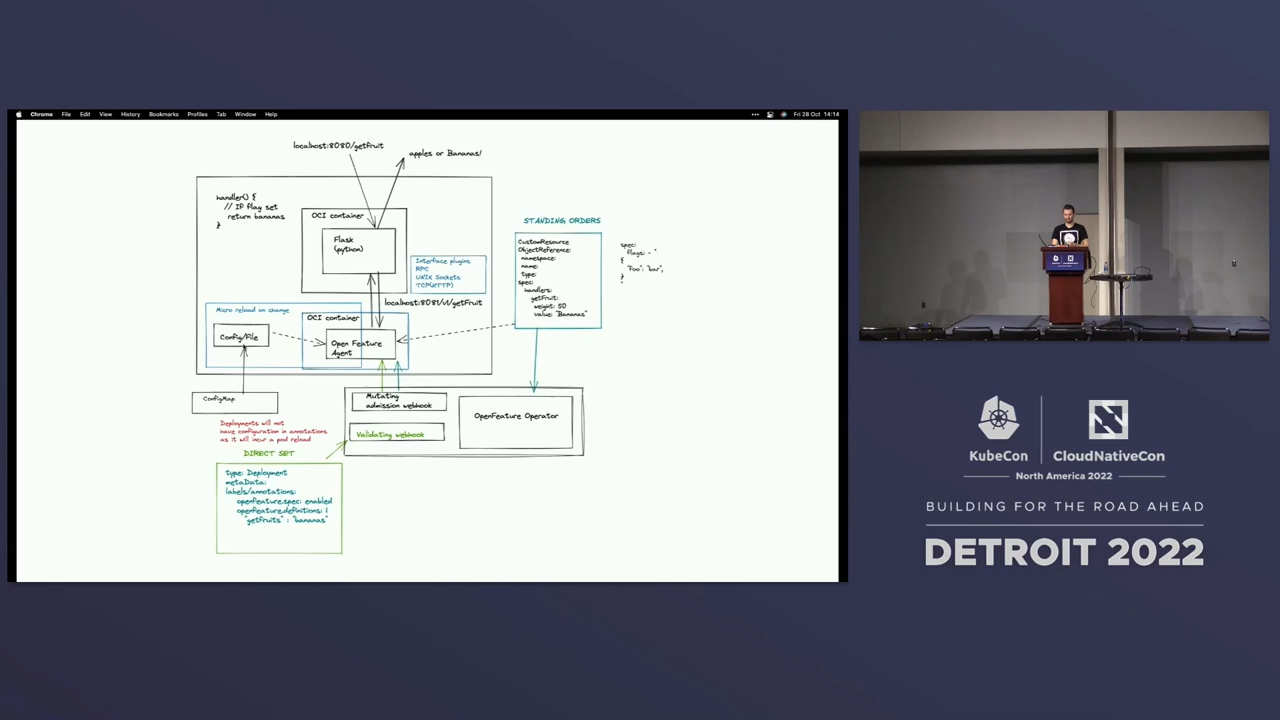 Chrome File Edit View History Bookmarks Profiles Tab Window Help
Fri 28 Oct 14:14
localhost:8080/getfruit
apples or Bananas!
handler() {
// If flag set
return bananas
}
OCI container
Flask
(python)
Interface plugins
RPC
UNIX Sockets
TCP(HTTP)
localhost:8081/v1/getFruit
Micro reload on change
Config/File
OCI container
Open Feature
Agent
STANDING ORDERS
CustomResource
ObjectReference:
namespace:
name:
type:
spec:
handlers:
getFruit:
weight: 50
value: "Bananas"
spec:
flags: - "
{
"Foo": "bar",
}
ConfigMap
Deployments will not
have configuration in annotations
as it will incur a pod reload
Mutating
admission webhook
Validating webhook
OpenFeature Operator
DIRECT SET
type: Deployment
metaData:
labels/annotations:
openfeature.spec: enabled
openfeature.definitions: |
"getfruits" : "bananas"
KubeCon
CloudNativeCon
North America 2022
BUILDING FOR THE ROAD AHEAD
DETROIT 2022